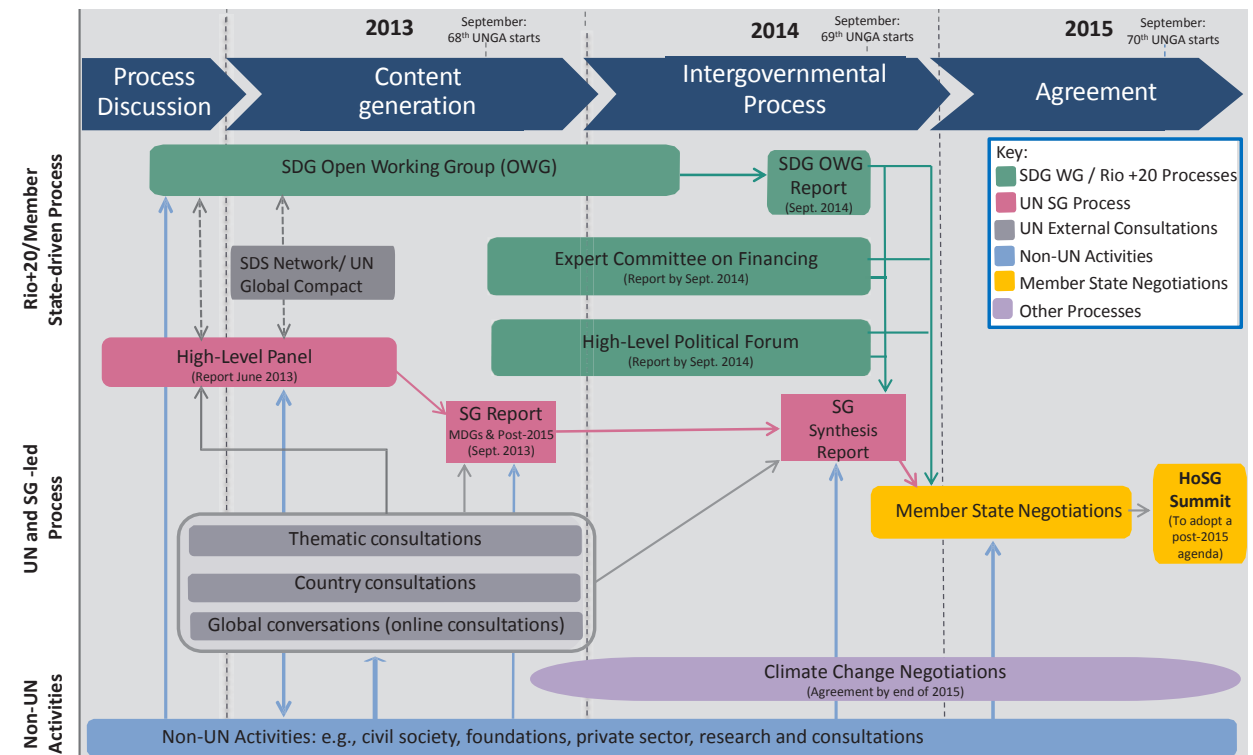 2013
September:
68th UNGA starts
2014
September:
69th UNGA starts
2015
September:
70th UNGA starts
Process
Discussion
Content
generation
Intergovernmental
Process
Agreement
Rio+20/Member
State-driven Process
SDG Open Working Group (OWG)
SDG OWG
Report
(Sept. 2014)
Key:
SDG WG / Rio +20 Processes
UN SG Process
UN External Consultations
Non-UN Activities
Member State Negotiations
Other Processes
SDS Network/ UN
Global Compact
Expert Committee on Financing
(Report by Sept. 2014)
High-Level Political Forum
(Report by Sept. 2014)
High-Level Panel
(Report June 2013)
UN and SG -led
Process
SG Report
MDGs & Post-2015
(Sept. 2013)
SG
Synthesis
Report
Member State Negotiations
HoSG
Summit
(To adopt a
post-2015
agenda)
Thematic consultations
Country consultations
Global conversations (online consultations)
Non-UN
Activities
Climate Change Negotiations
(Agreement by end of 2015)
Non-UN Activities: e.g., civil society, foundations, private sector, research and consultations